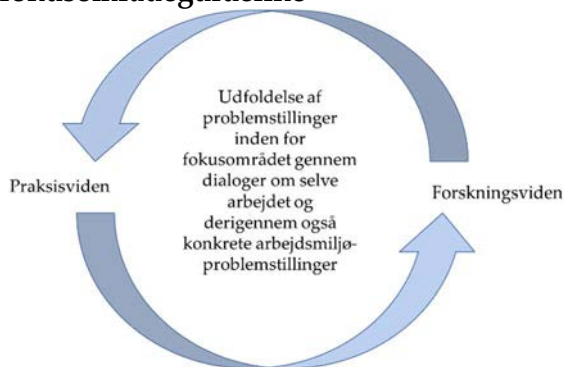 Udfoldelse af
problemstillinger
inden for
fokusområdet gennem
dialoger om selve
arbejdet og
derigennem også
konkrete arbejdsmiljø-
problemstillinger
Praksisviden
Forskningsviden